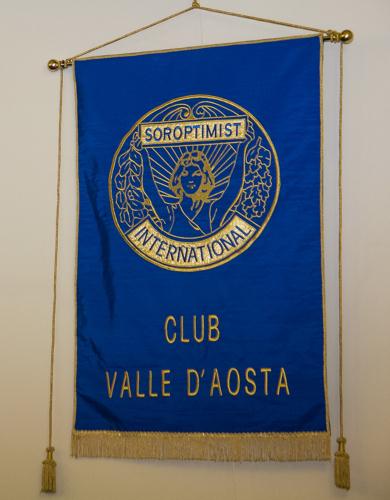 SOROPTIMIST
INTERNATIONAL
CLUB
VALLE D'AOSTA